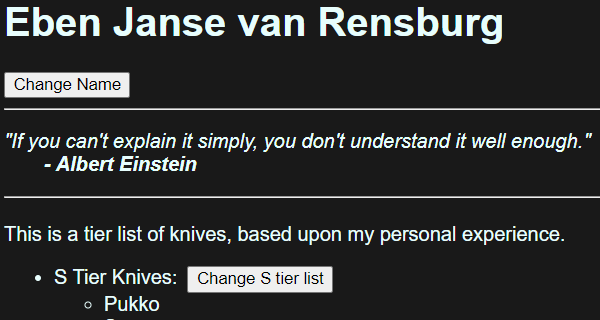 Eben Janse van Rensburg
Change Name
"If you can't explain it simply, you don't understand it well enough."
- Albert Einstein
This is a tier list of knives, based upon my personal experience.
S Tier Knives: Change S tier list
Pukko